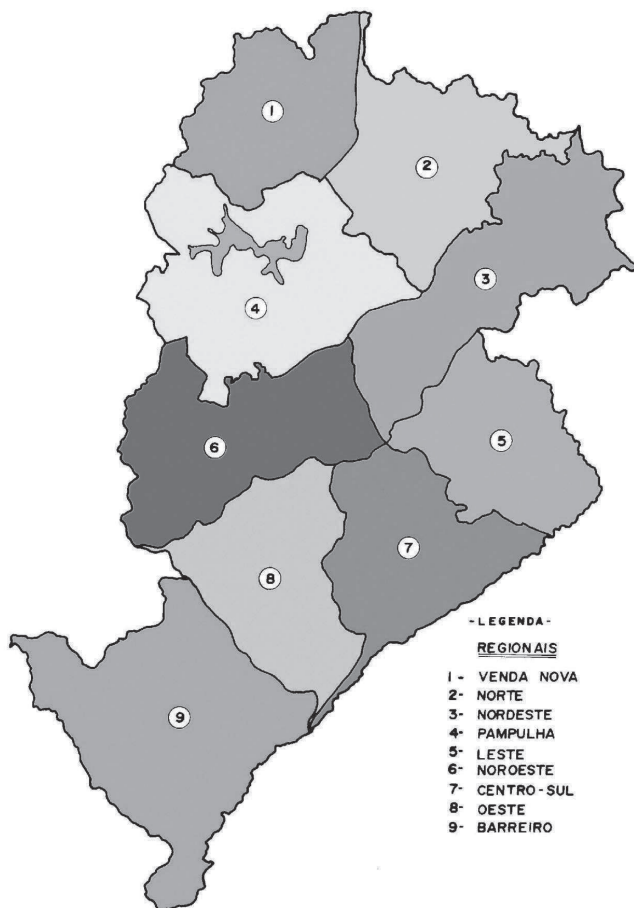 1
2
3
4
5
6
7
8
9
- LEGENDA -
REGIONAIS
1 - VENDA NOVA
2- NORTE
3- NORDESTE
4- PAMPULHA
5- LESTE
6- NOROESTE
7- CENTRO-SUL
8- OESTE
9- BARREIRO